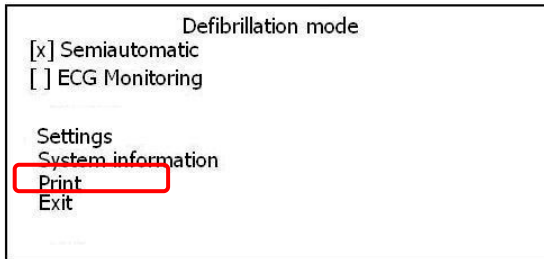 Defibrillation mode
[x] Semiautomatic
[ ] ECG Monitoring
Settings
System information
Print
Exit